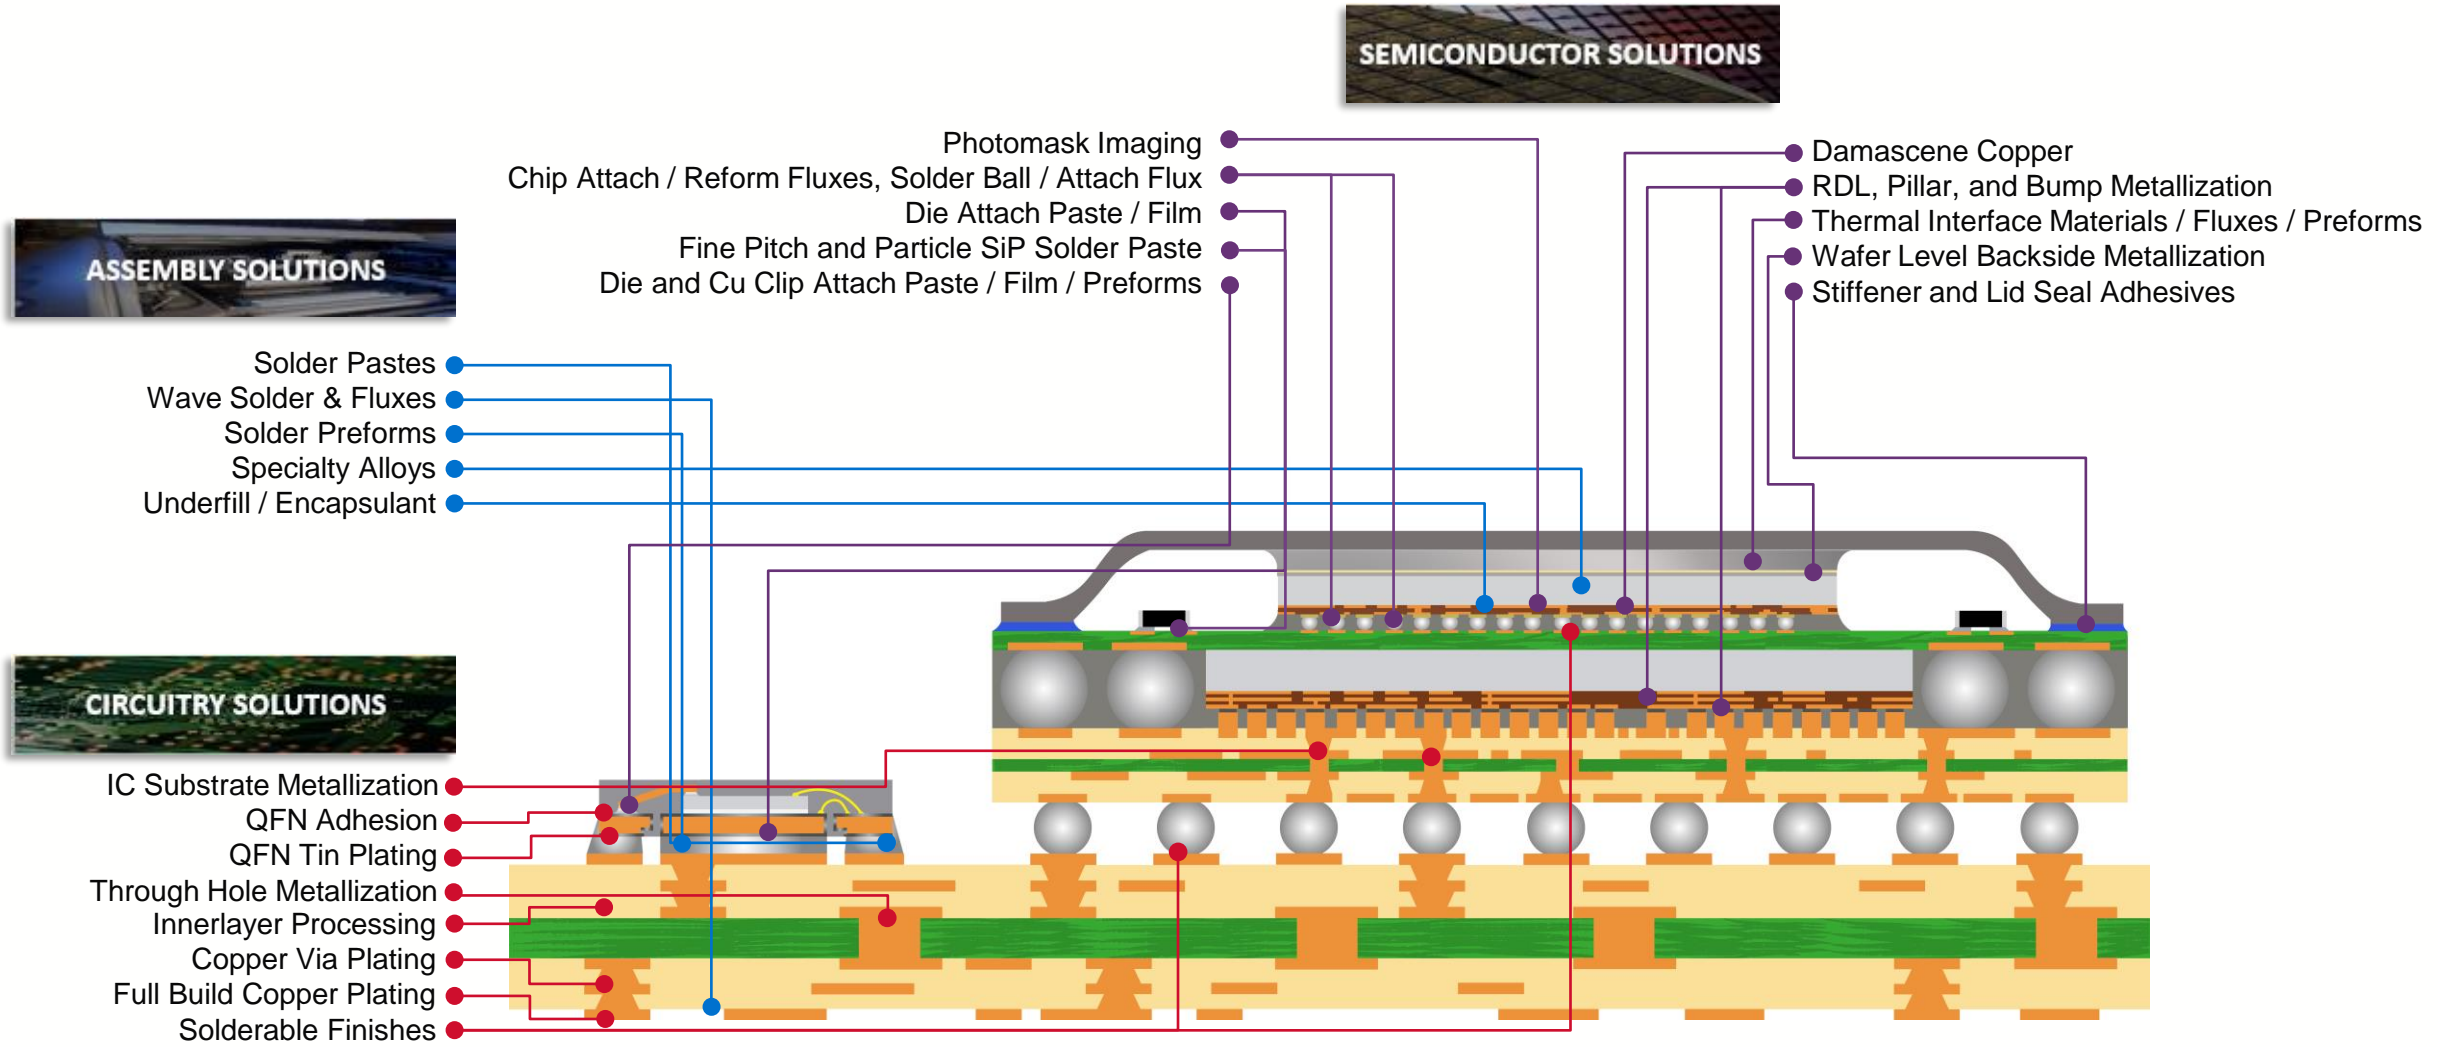 SEMICONDUCTOR SOLUTIONS
Photomask Imaging
Chip Attach / Reform Fluxes, Solder Ball / Attach Flux
Die Attach Paste / Film
Fine Pitch and Particle SiP Solder Paste
Die and Cu Clip Attach Paste / Film / Preforms
Damascene Copper
RDL, Pillar, and Bump Metallization
Thermal Interface Materials / Fluxes / Preforms
Wafer Level Backside Metallization
Stiffener and Lid Seal Adhesives
ASSEMBLY SOLUTIONS
Solder Pastes
Wave Solder & Fluxes
Solder Preforms
Specialty Alloys
Underfill / Encapsulant
CIRCUITRY SOLUTIONS
IC Substrate Metallization
QFN Adhesion
QFN Tin Plating
Through Hole Metallization
Innerlayer Processing
Copper Via Plating
Full Build Copper Plating
Solderable Finishes